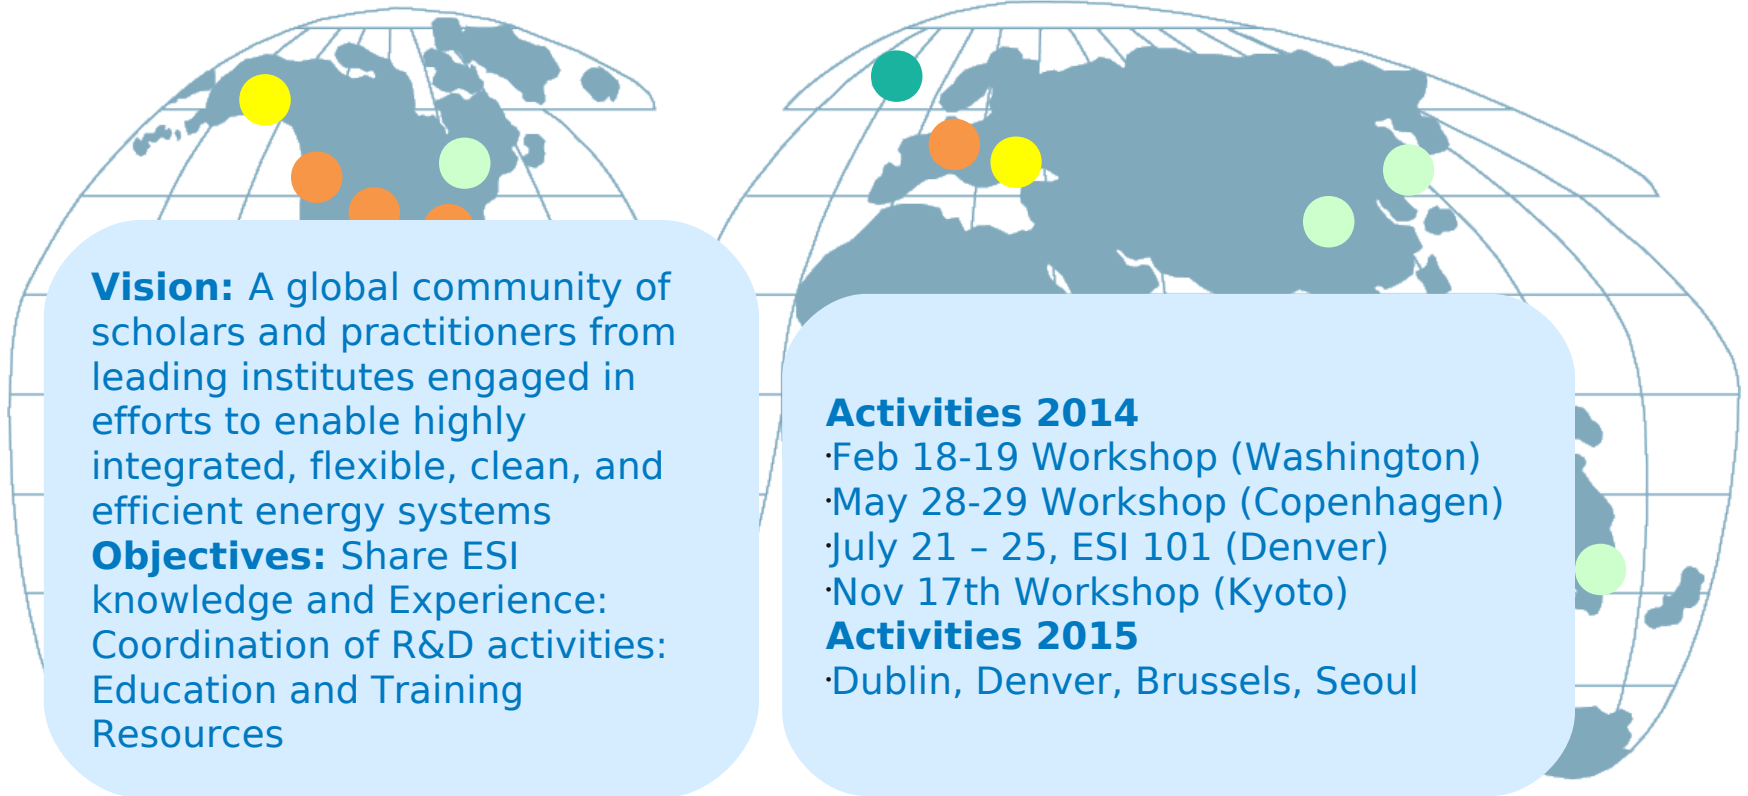 Vision: A global community of
scholars and practitioners from
leading institutes engaged in
efforts to enable highly
integrated, flexible, clean, and
efficient energy systems
Objectives: Share ESI
knowledge and Experience:
Coordination of R&D activities:
Education and Training
Resources
Activities 2014
·Feb 18-19 Workshop (Washington)
·May 28-29 Workshop (Copenhagen)
·July 21 – 25, ESI 101 (Denver)
·Nov 17th Workshop (Kyoto)
Activities 2015
·Dublin, Denver, Brussels, Seoul